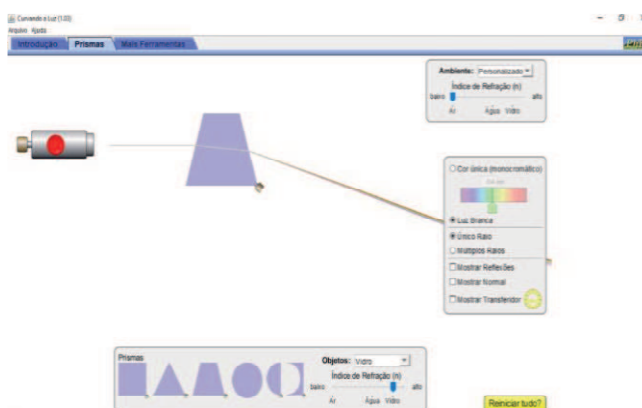 Curvando a Luz (1.00)
Arquivo Ajuda
Introdução Prismas Mais Ferramentas
Ambiente: Personalizado
Índice de Refração (n)
baixo alto
Ar Água Vidro
Cor única (monocromático)
Luz Branca
Único Raio
Múltiplos Raios
Mostrar Reflexões
Mostrar Normal
Mostrar Transferidor
Prismas
Objetos: Vidro
Índice de Refração (n)
baixo alto
Ar Água Vidro
Reiniciar tudo?